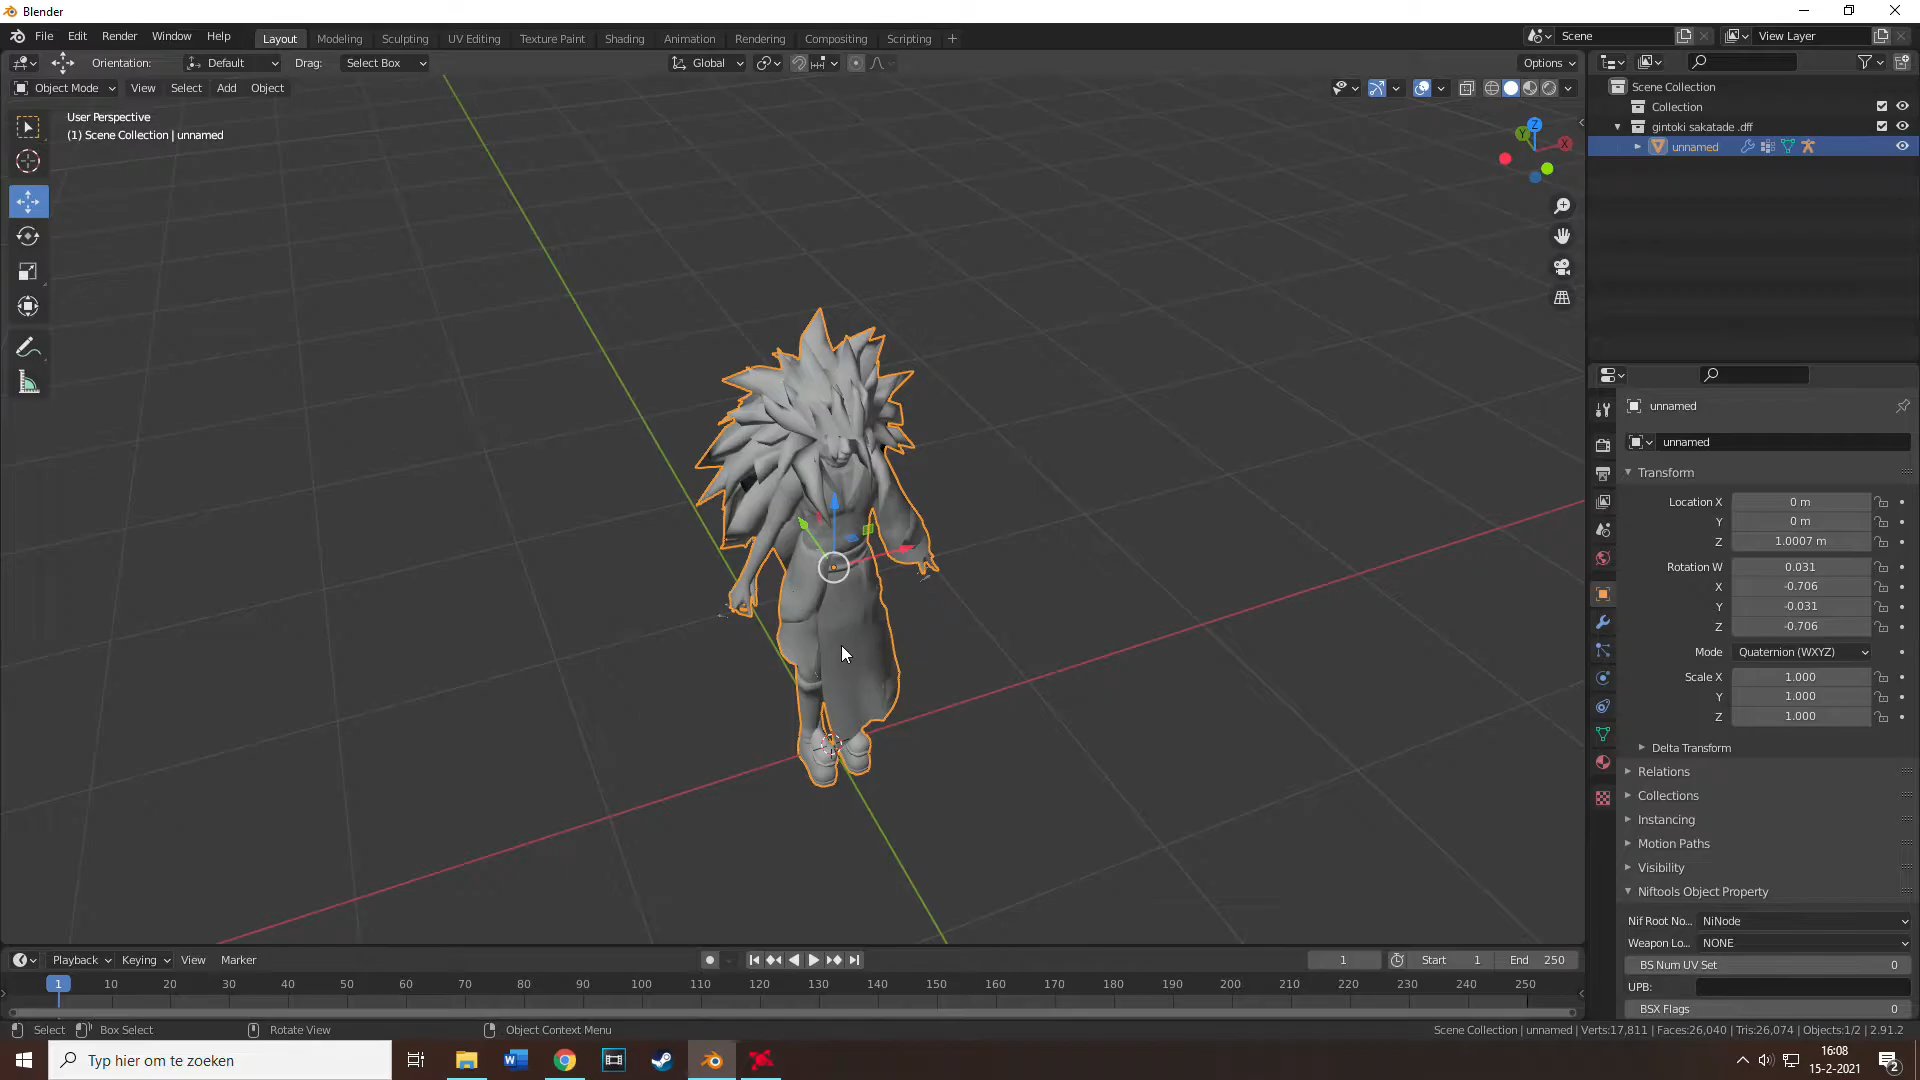 Blender
File Edit Render Window Help
Layout Modeling Sculpting UV Editing Texture Paint Shading Animation Rendering Compositing Scripting +
Scene
View Layer
Orientation: Default Drag: Select Box
Global
Options
Object Mode View Select Add Object
User Perspective
(1) Scene Collection | unnamed
Z
Y
X
Scene Collection
Collection
gintoki sakatade .dff
unnamed
unnamed
unnamed
Transform
Location X 0 m
Y 0 m
Z 1.0007 m
Rotation W 0.031
X -0.706
Y -0.031
Z -0.706
Mode Quaternion (WXYZ)
Scale X 1.000
Y 1.000
Z 1.000
Delta Transform
Relations
Collections
Instancing
Motion Paths
Visibility
Niftools Object Property
Nif Root No... NiNode
Weapon Lo... NONE
BS Num UV Set 0
UPB:
BSX Flags 0
Playback Keying View Marker
1 Start 1 End 250
1 10 20 30 40 50 60 70 80 90 100 110 120 130 140 150 160 170 180 190 200 210 220 230 240 250
Select Box Select Rotate View Object Context Menu
Scene Collection | unnamed | Verts:17,811 | Faces:26,040 | Tris:26,074 | Objects:1/2 | 2.91.2
Typ hier om te zoeken
16:08
15-2-2021
2